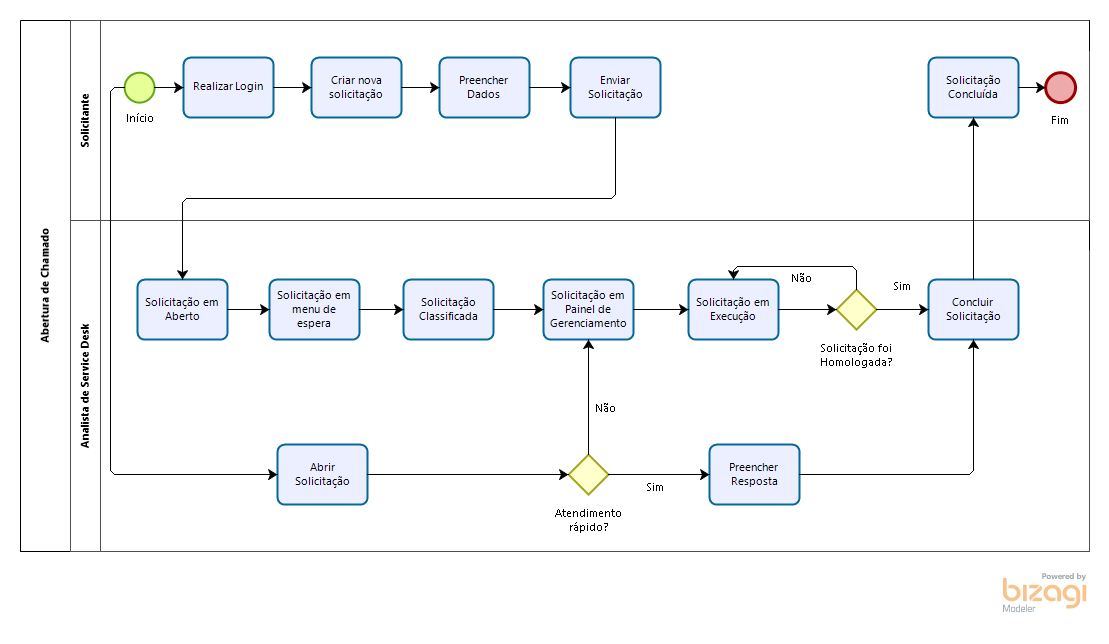 Abertura de Chamado
Solicitante
Início
Realizar Login
Criar nova
solicitação
Preencher
Dados
Enviar
Solicitação
Solicitação
Concluída
Fim
Analista de Service Desk
Solicitação em
Aberto
Solicitação em
menu de
espera
Solicitação
Classificada
Solicitação em
Painel de
Gerenciamento
Solicitação em
Execução
Não
Sim
Solicitação foi
Homologada?
Concluir
Solicitação
Não
Abrir
Solicitação
Atendimento
rápido?
Sim
Preencher
Resposta
Powered by
bizagi
Modeler